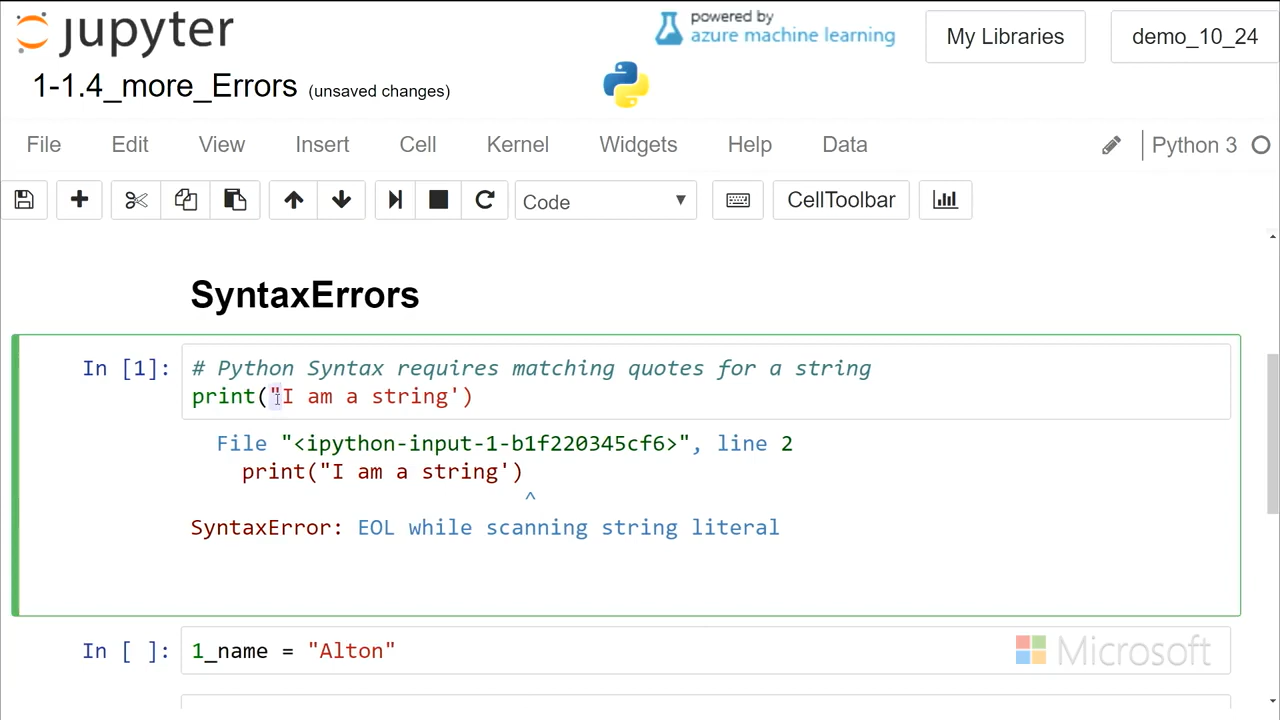 jupyter
powered by
azure machine learning
My Libraries
demo_10_24
1-1.4_more_Errors (unsaved changes)
File Edit View Insert Cell Kernel Widgets Help Data Python 3
Code CellToolbar
SyntaxErrors
In [1]: # Python Syntax requires matching quotes for a string
print("I am a string')
File "<ipython-input-1-b1f220345cf6>", line 2
print("I am a string')
^
SyntaxError: EOL while scanning string literal
In [ ]: 1_name = "Alton"
Microsoft